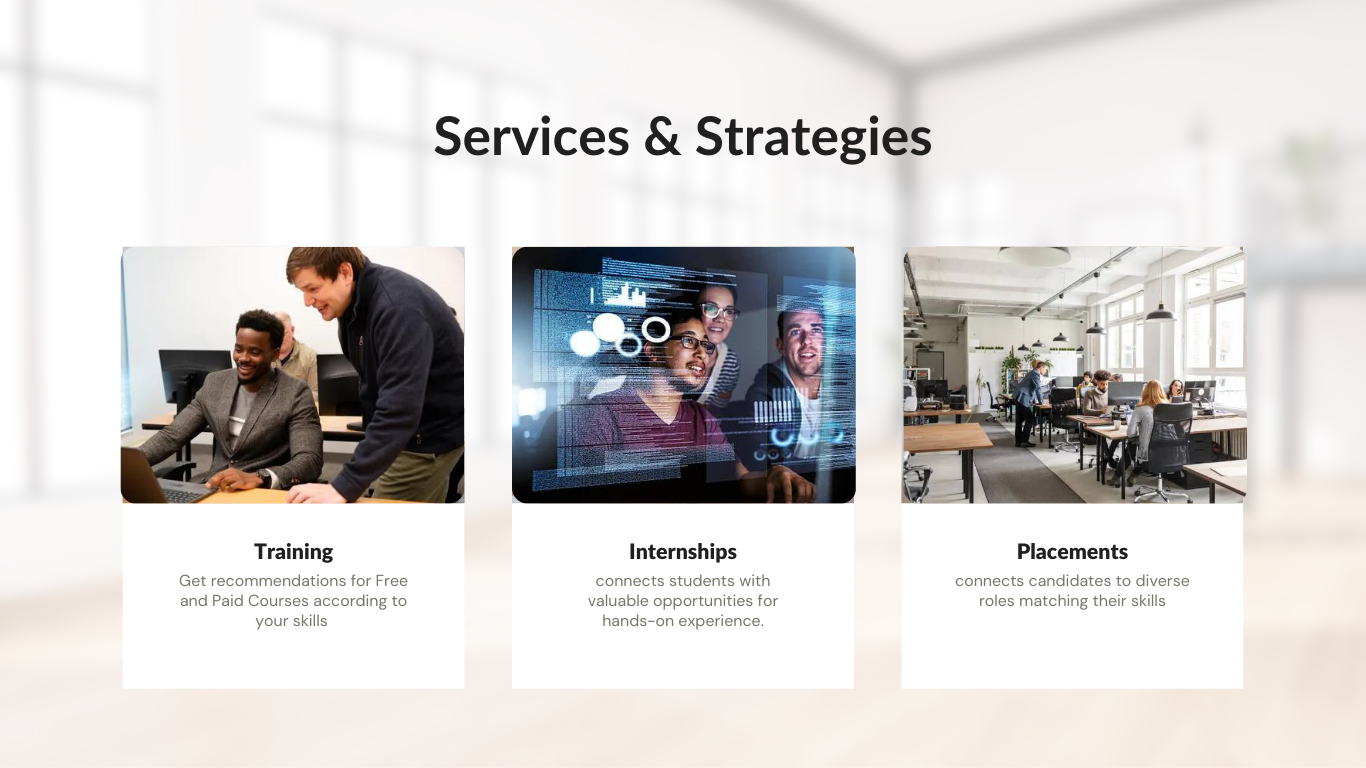 Services & Strategies
Training
Get recommendations for Free
and Paid Courses according to
your skills
Internships
connects students with
valuable opportunities for
hands-on experience.
Placements
connects candidates to diverse
roles matching their skills